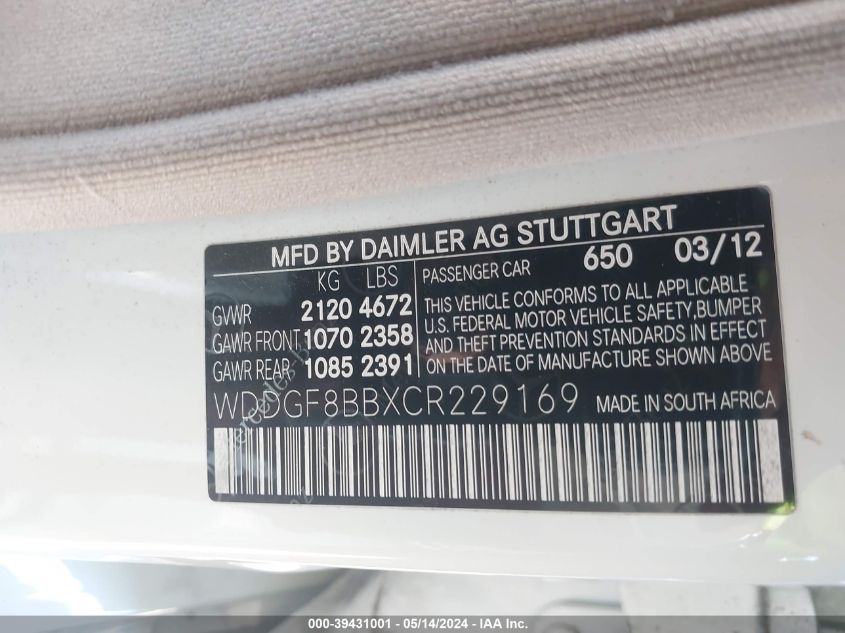 MFD BY DAIMLER AG STUTTGART
KG LBS PASSENGER CAR 650 03/12
GVWR 2120 4672
GAWR FRONT 1070 2358
GAWR REAR 1085 2391
THIS VEHICLE CONFORMS TO ALL APPLICABLE
U.S. FEDERAL MOTOR VEHICLE SAFETY,BUMPER
AND THEFT PREVENTION STANDARDS IN EFFECT
ON THE DATE OF MANUFACTURE SHOWN ABOVE
WDDGF8BBXCR229169 MADE IN SOUTH AFRICA
000-39431001 - 05/14/2024 - IAA Inc.